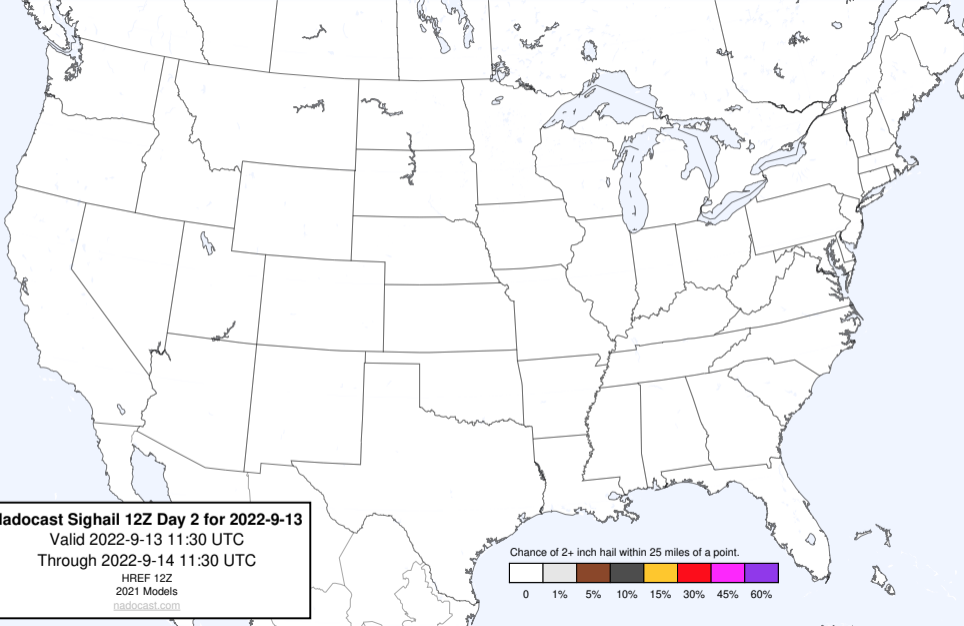 adocast Sighail 12Z Day 2 for 2022-9-13
Valid 2022-9-13 11:30 UTC
Through 2022-9-14 11:30 UTC
HREF 12Z
2021 Models
nadocast.com
Chance of 2+ inch hail within 25 miles of a point.
0 1% 5% 10% 15% 30% 45% 60%